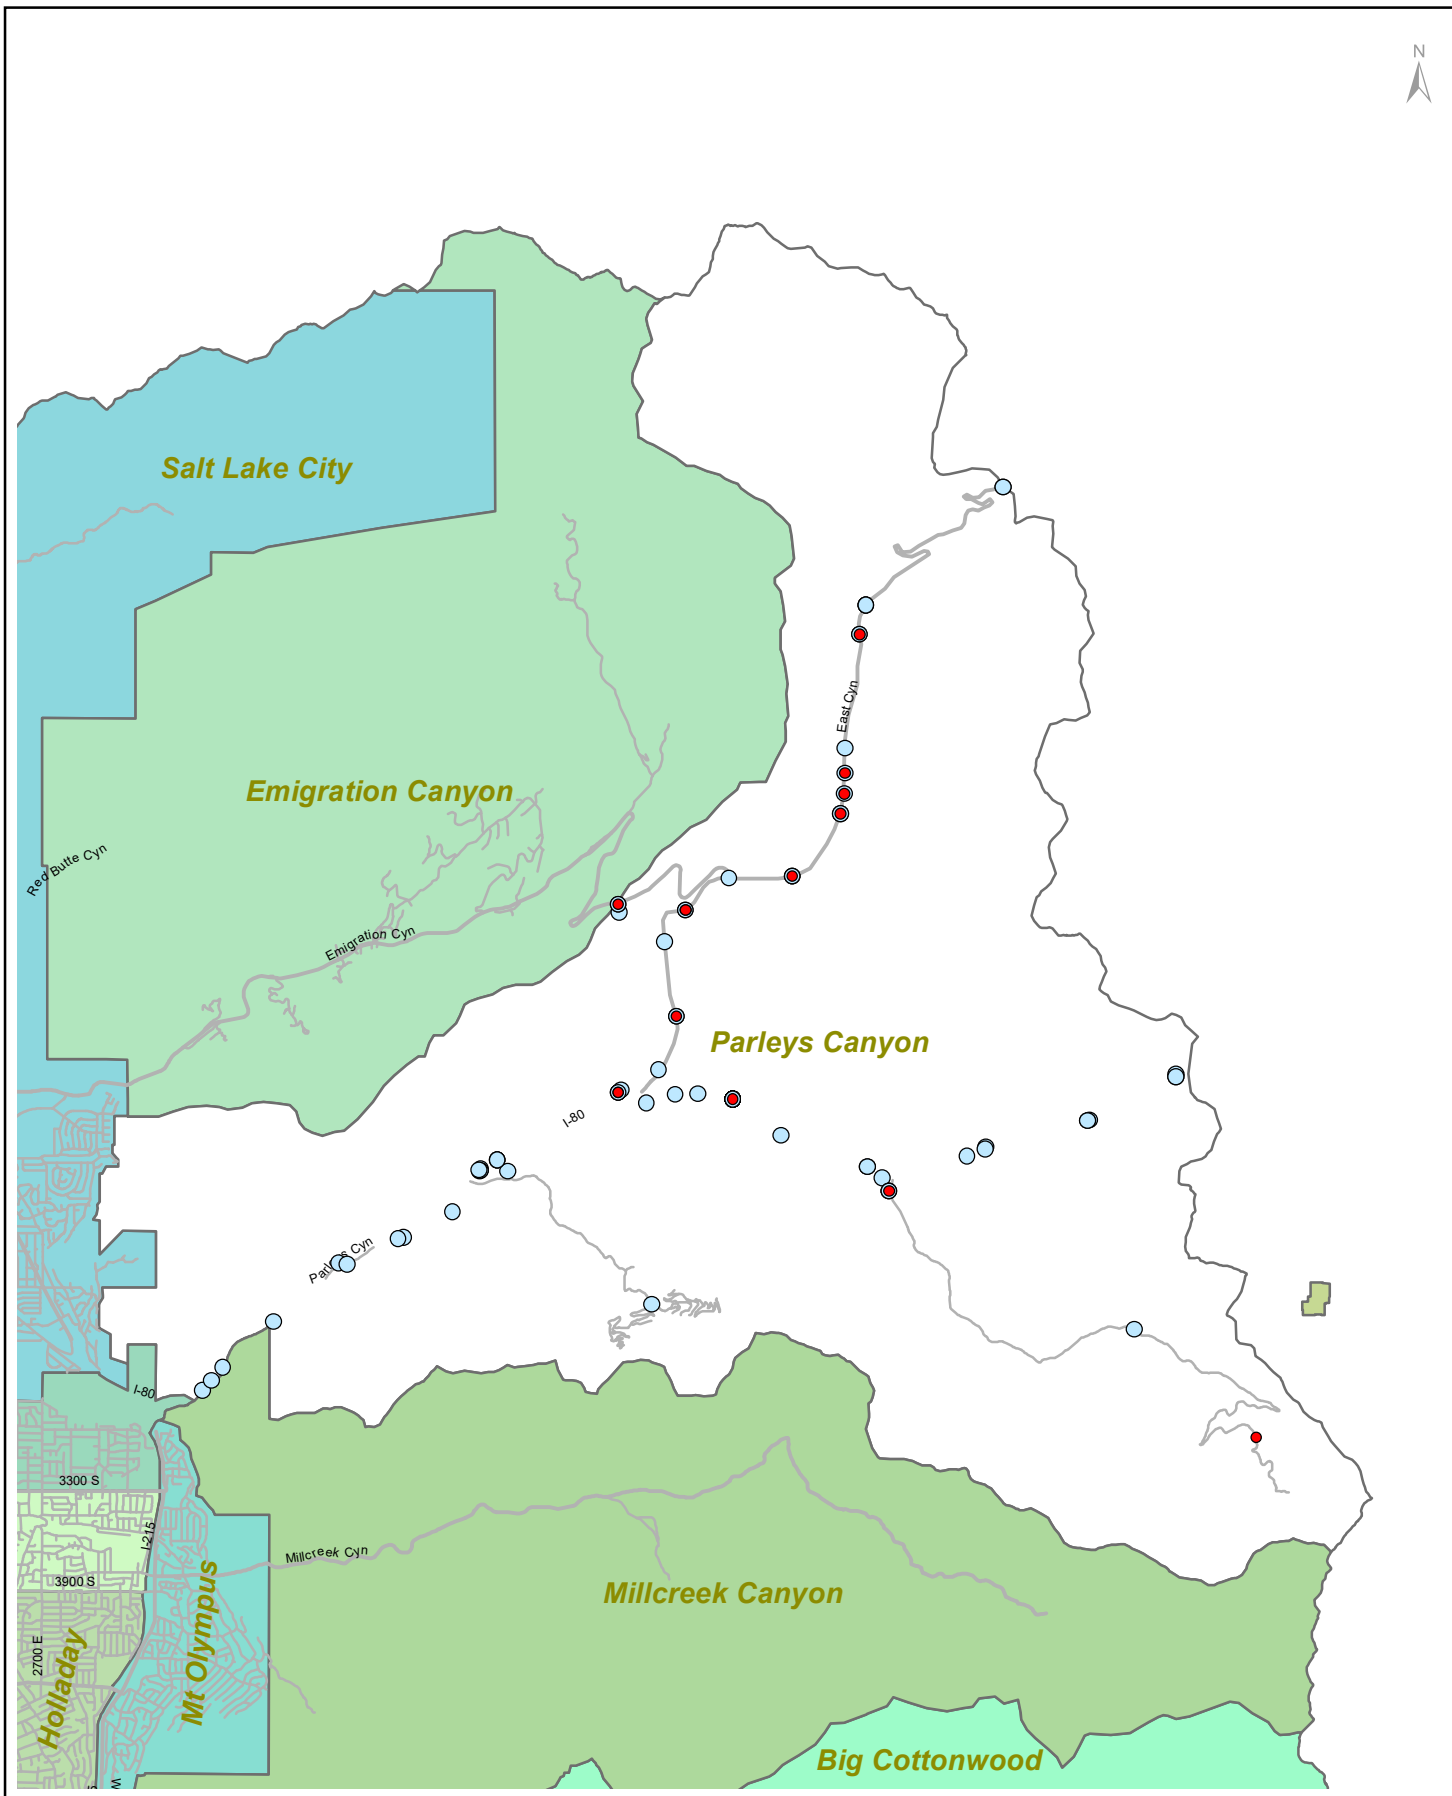 N
Salt Lake City
East Cyn
Emigration Canyon
Red Butte Cyn
Emigration Cyn
Parleys Canyon
I-80
Parleys Cyn
I-80
3300 S
I-215
Millcreek Cyn
3900 S
Millcreek Canyon
Mt Olympus
2700 E
Holladay
Big Cottonwood